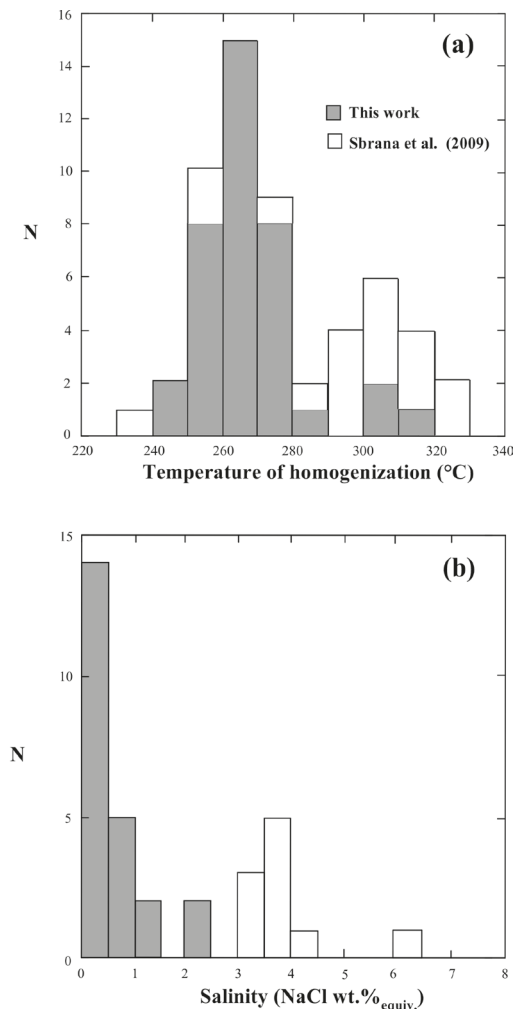 (a)
16
14
12
10
8
6
4
2
0
N
This work
Sbrana et al. (2009)
220 240 260 280 300 320 340
Temperature of homogenization (°C)
(b)
15
10
5
0
N
0 1 2 3 4 5 6 7 8
Salinity (NaCl wt.%equiv.)